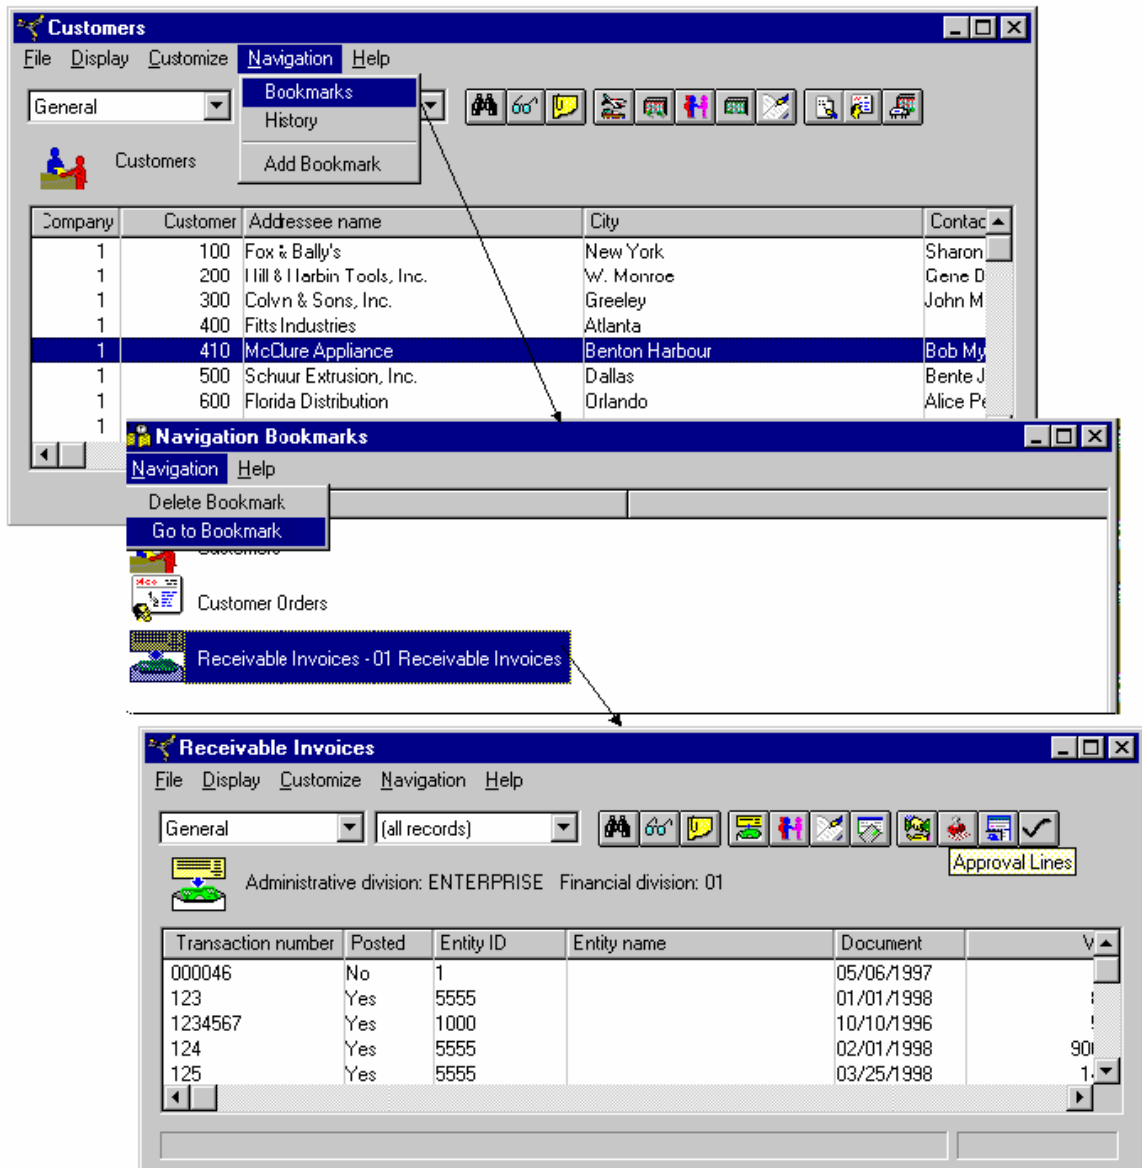 Customers
File Display Customize Navigation Help
General
Bookmarks
History
Add Bookmark
Customers
Company Customer Addressee name City Contac
1 100 Fox & Bally's New York Sharon
1 200 Hill & Harbin Tools, Inc. W. Monroe Gene D
1 300 Colvn & Sons, Inc. Greeley John M
1 400 Fitts Industries Atlanta
1 410 McClure Appliance Benton Harbour Bob My
1 500 Schuur Extrusion, Inc. Dallas Bente J
1 600 Florida Distribution Orlando Alice Pe
1
Navigation Bookmarks
Navigation Help
Delete Bookmark
Go to Bookmark
Customers
Customer Orders
Receivable Invoices - 01 Receivable Invoices
Receivable Invoices
File Display Customize Navigation Help
General (all records)
Approval Lines
Administrative division: ENTERPRISE Financial division: 01
Transaction number Posted Entity ID Entity name Document V
000046 No 1 05/06/1997
123 Yes 5555 01/01/1998
1234567 Yes 1000 10/10/1996
124 Yes 5555 02/01/1998 90
125 Yes 5555 03/25/1998 1